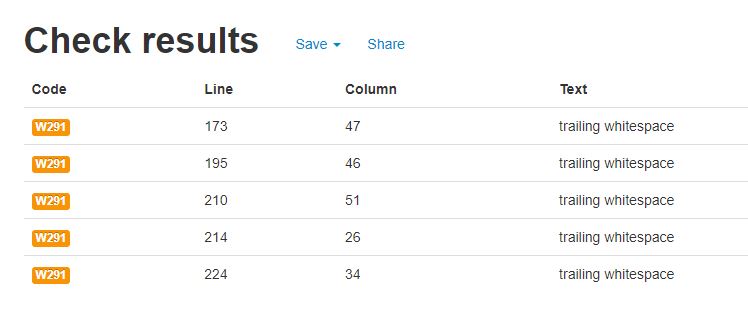 Check results Save Share
Code Line Column Text
W291 173 47 trailing whitespace
W291 195 46 trailing whitespace
W291 210 51 trailing whitespace
W291 214 26 trailing whitespace
W291 224 34 trailing whitespace